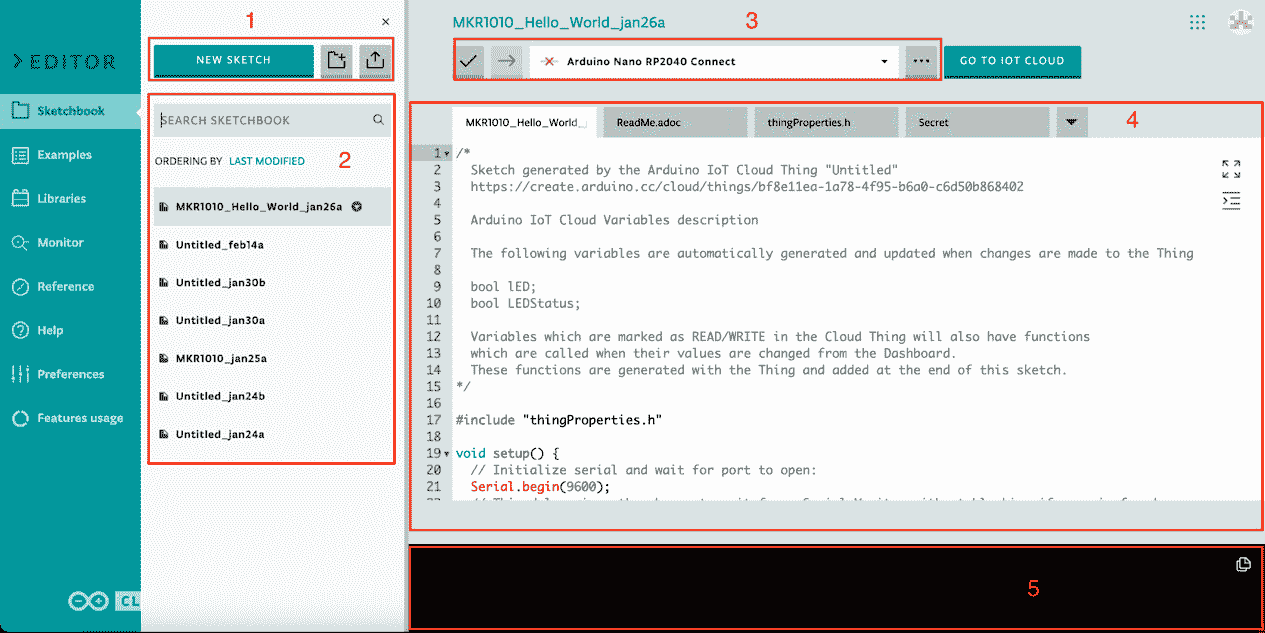 EDITOR
Sketchbook
Examples
Libraries
Monitor
Reference
Help
Preferences
Features usage
CL
1
×
NEW SKETCH
SEARCH SKETCHBOOK
ORDERING BY LAST MODIFIED
2
MKR1010_Hello_World_jan26a
Untitled_feb14a
Untitled_jan30b
Untitled_jan30a
MKR1010_jan25a
Untitled_jan24b
Untitled_jan24a
MKR1010_Hello_World_jan26a
3
Arduino Nano RP2040 Connect
GO TO IOT CLOUD
MKR1010_Hello_World_
ReadMe.adoc
thingProperties.h
Secret
4
1 /*
2 Sketch generated by the Arduino IoT Cloud Thing "Untitled"
3 https://create.arduino.cc/cloud/things/bf8e11ea-1a78-4f95-b6a0-c6d50b868402
4
5 Arduino IoT Cloud Variables description
6
7 The following variables are automatically generated and updated when changes are made to the Thing
8
9 bool lED;
10 bool LEDStatus;
11
12 Variables which are marked as READ/WRITE in the Cloud Thing will also have functions
13 which are called when their values are changed from the Dashboard.
14 These functions are generated with the Thing and added at the end of this sketch.
15 */
16
17 #include "thingProperties.h"
18
19 void setup() {
20 // Initialize serial and wait for port to open:
21 Serial.begin(9600);
5